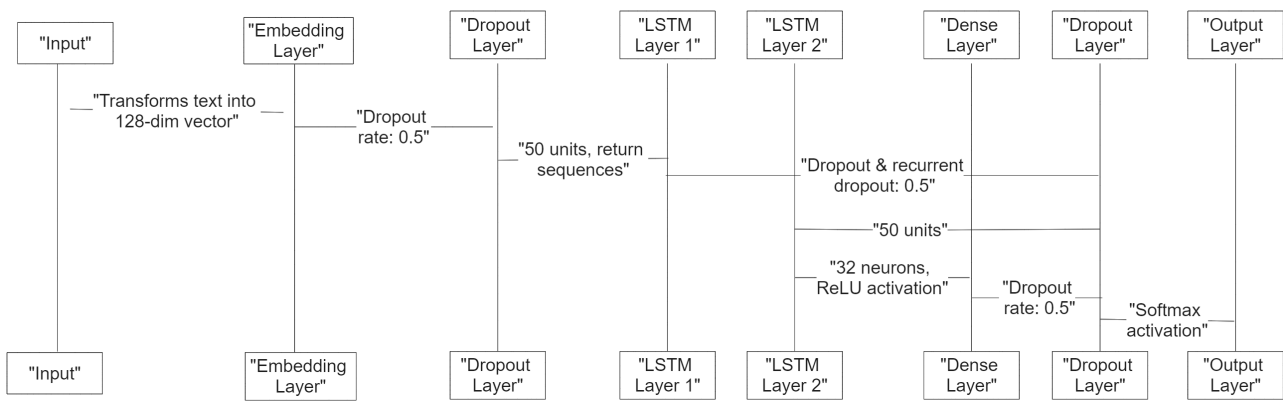 "Input"
"Embedding
Layer"
"Dropout
Layer"
"LSTM
Layer 1"
"LSTM
Layer 2"
"Dense
Layer"
"Dropout
Layer"
"Output
Layer"
"Transforms text into
128-dim vector"
"Dropout
rate: 0.5"
"50 units, return
sequences"
"Dropout & recurrent
dropout: 0.5"
"50 units"
"32 neurons,
ReLU activation"
"Dropout
rate: 0.5"
"Softmax
activation"
"Input"
"Embedding
Layer"
"Dropout
Layer"
"LSTM
Layer 1"
"LSTM
Layer 2"
"Dense
Layer"
"Dropout
Layer"
"Output
Layer"